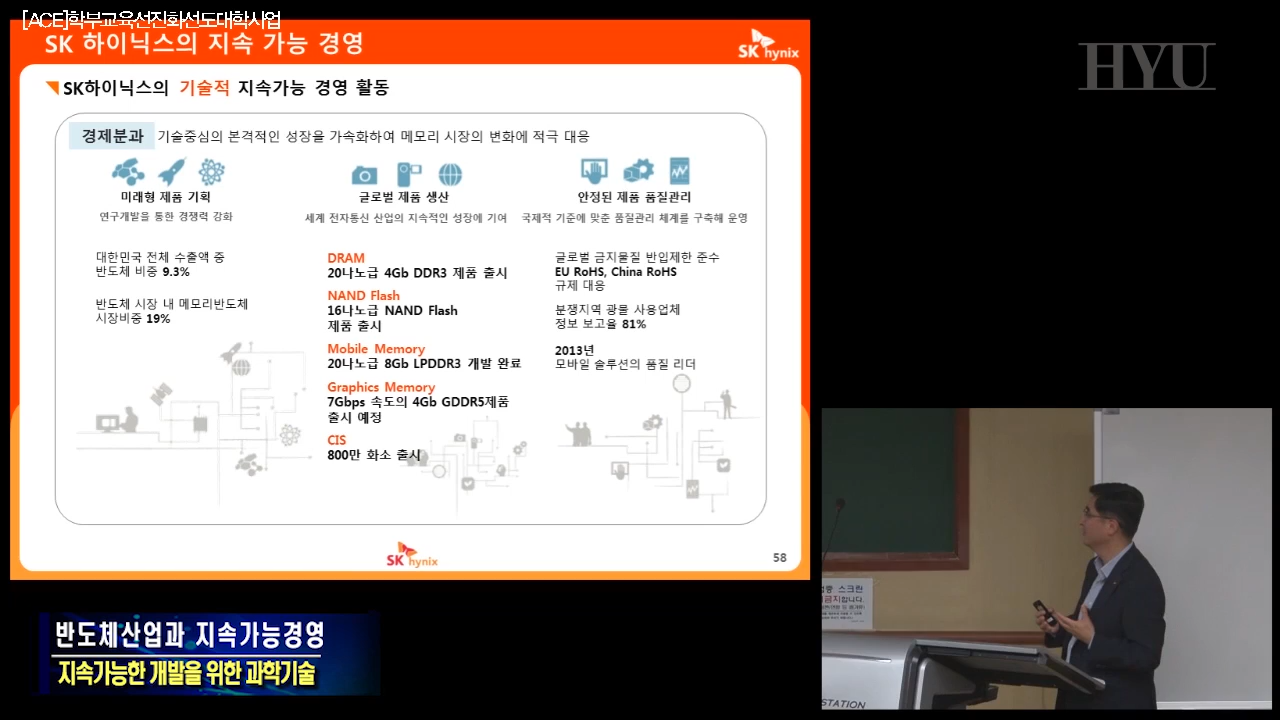 [ACE]학부교육선진화선도대학사업
SK 하이닉스의 지속 가능 경영
SK hynix
HYU
SK하이닉스의 기술적 지속가능 경영 활동
경제분과 기술중심의 본격적인 성장을 가속화하여 메모리 시장의 변화에 적극 대응
미래형 제품 기획
연구개발을 통한 경쟁력 강화
대한민국 전체 수출액 중
반도체 비중 9.3%
반도체 시장 내 메모리반도체
시장비중 19%
글로벌 제품 생산
세계 전자통신 산업의 지속적인 성장에 기여
DRAM
20나노급 4Gb DDR3 제품 출시
NAND Flash
16나노급 NAND Flash
제품 출시
Mobile Memory
20나노급 8Gb LPDDR3 개발 완료
Graphics Memory
7Gbps 속도의 4Gb GDDR5제품
출시 예정
CIS
800만 화소 출시
안정된 제품 품질관리
국제적 기준에 맞춘 품질관리 체계를 구축해 운영
글로벌 금지물질 반입제한 준수
EU RoHS, China RoHS
규제 대응
분쟁지역 광물 사용업체
정보 보고율 81%
2013년
모바일 솔루션의 품질 리더
SK hynix
58
반도체산업과 지속가능경영
지속가능한 개발을 위한 과학기술
스크린
금지입니다.
STATION